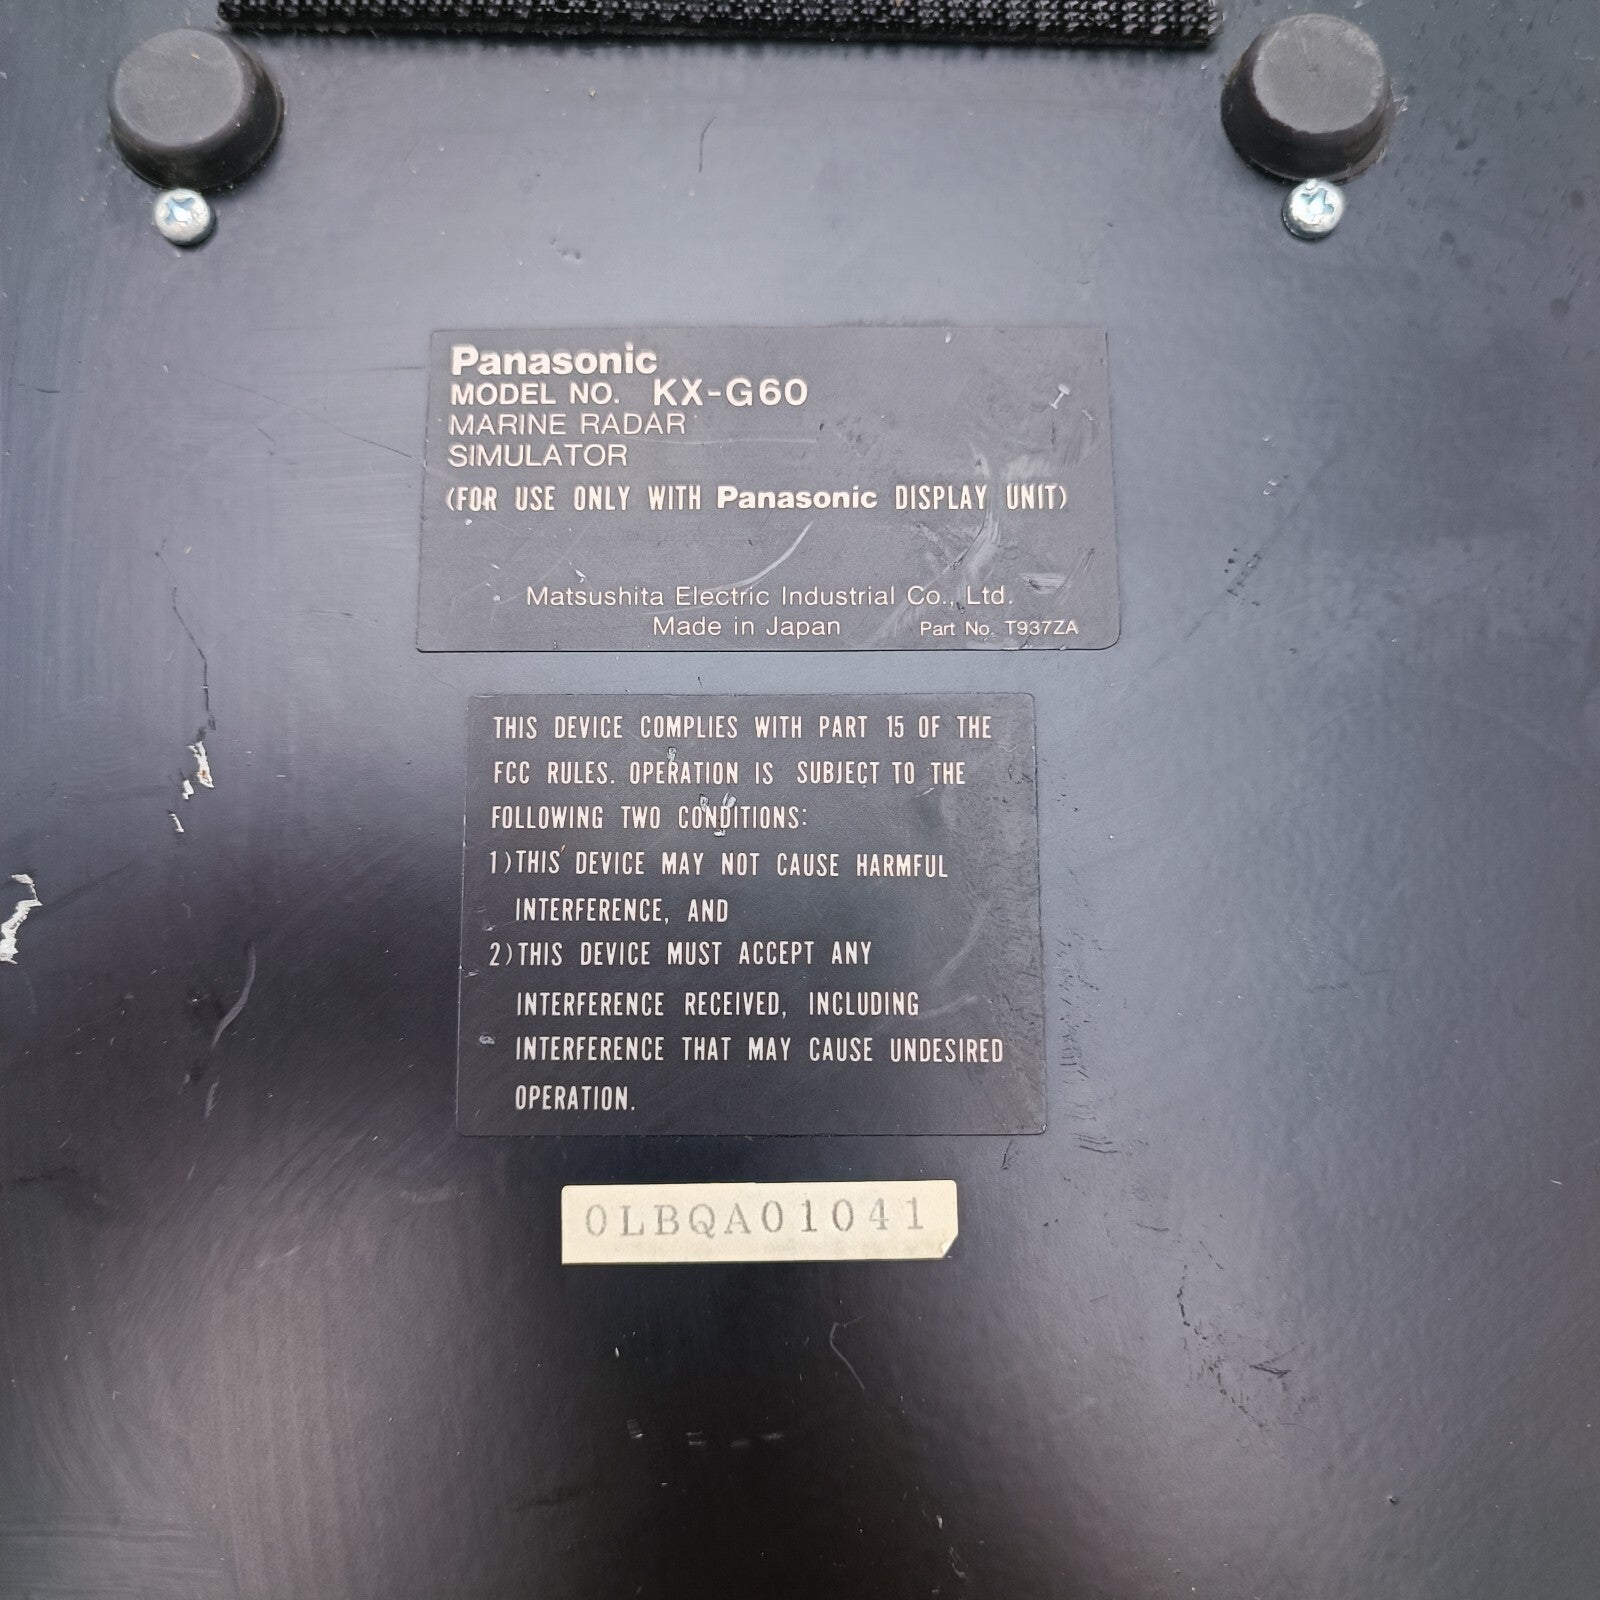 Panasonic
MODEL NO. KX-G60
MARINE RADAR
SIMULATOR
(FOR USE ONLY WITH Panasonic DISPLAY UNIT)
Matsushita Electric Industrial Co., Ltd.
Made in Japan Part No. T937ZA
THIS DEVICE COMPLIES WITH PART 15 OF THE
FCC RULES. OPERATION IS SUBJECT TO THE
FOLLOWING TWO CONDITIONS:
1)THIS DEVICE MAY NOT CAUSE HARMFUL
INTERFERENCE, AND
2)THIS DEVICE MUST ACCEPT ANY
INTERFERENCE RECEIVED, INCLUDING
INTERFERENCE THAT MAY CAUSE UNDESIRED
OPERATION.
0LBQA01041